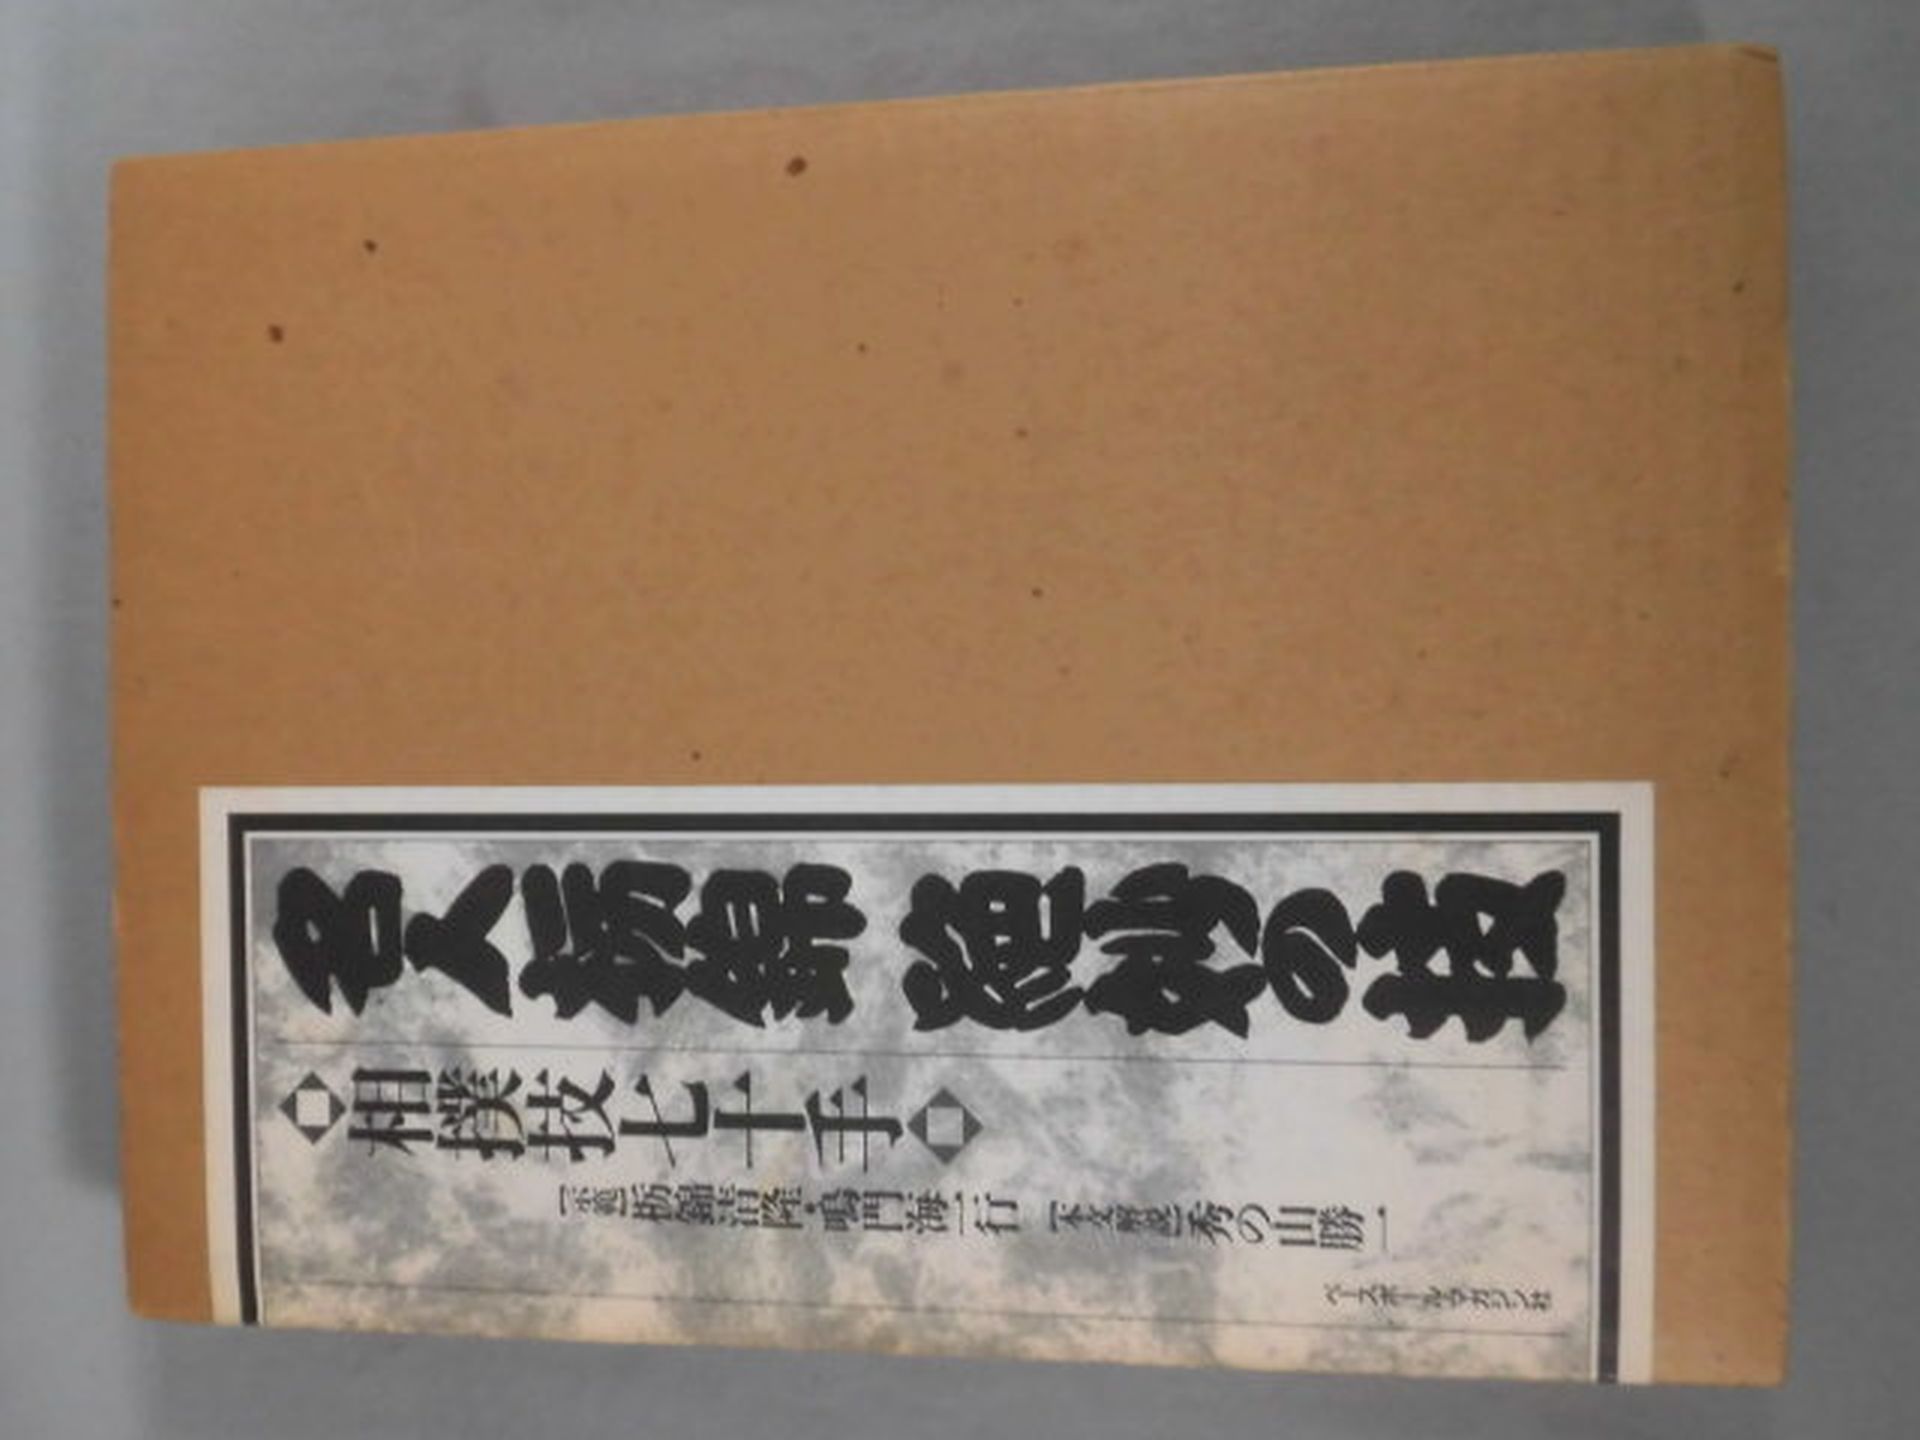 名人栃錦 絶妙の技
相撲技七十手
[示範]栃錦清隆・鳴門海一行 [本文解説]秀の山勝一
ベースボール・マガジン社